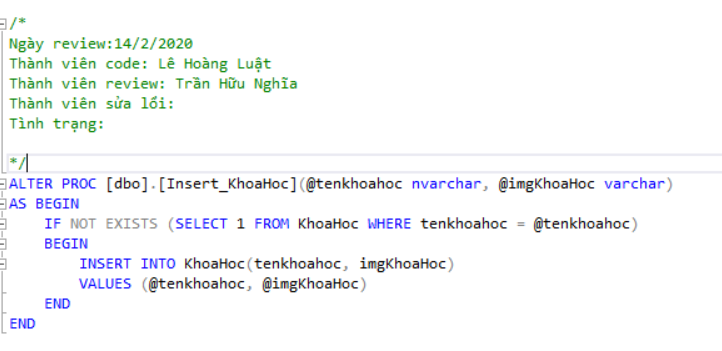 /*
Ngày review:14/2/2020
Thành viên code: Lê Hoàng Luật
Thành viên review: Trần Hữu Nghĩa
Thành viên sửa lổi:
Tình trạng:
*/
ALTER PROC [dbo].[Insert_KhoaHoc](@tenkhoahoc nvarchar, @imgKhoaHoc varchar)
AS BEGIN
IF NOT EXISTS (SELECT 1 FROM KhoaHoc WHERE tenkhoahoc = @tenkhoahoc)
BEGIN
INSERT INTO KhoaHoc(tenkhoahoc, imgKhoaHoc)
VALUES (@tenkhoahoc, @imgKhoaHoc)
END
END